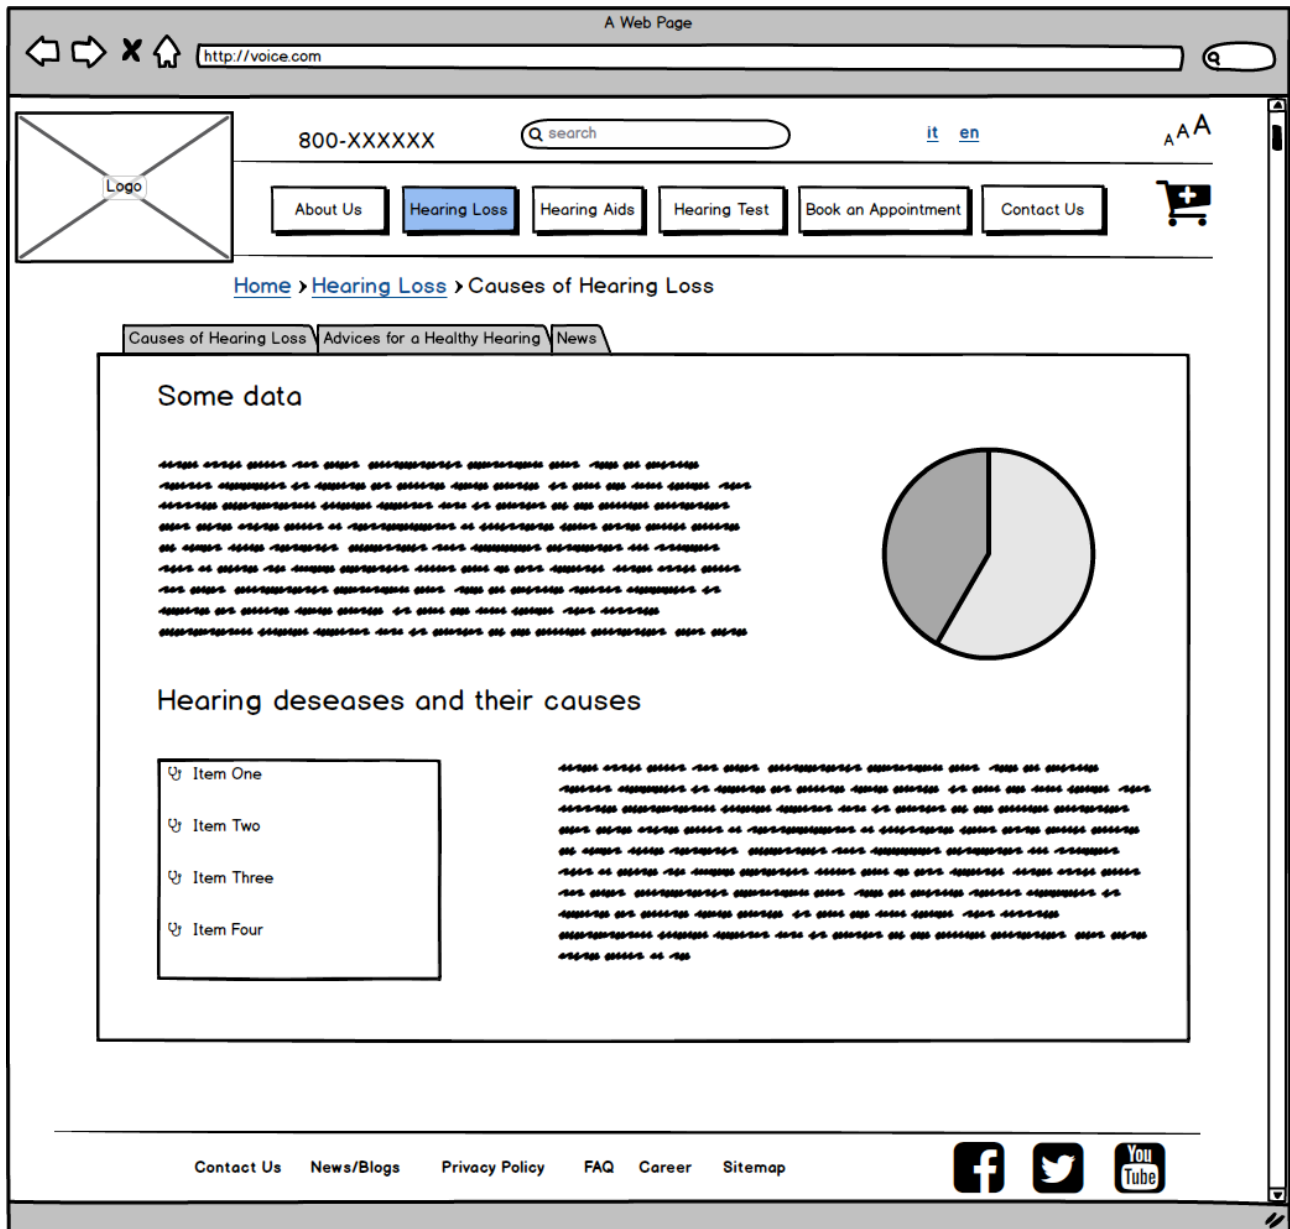 A Web Page
http://voice.com
Logo
800-XXXXXX
search
it en
A A A
About Us
Hearing Loss
Hearing Aids
Hearing Test
Book an Appointment
Contact Us
Home › Hearing Loss › Causes of Hearing Loss
Causes of Hearing Loss
Advices for a Healthy Hearing
News
Some data
Hearing deseases and their causes
Item One
Item Two
Item Three
Item Four
Contact Us
News/Blogs
Privacy Policy
FAQ
Career
Sitemap
You
Tube